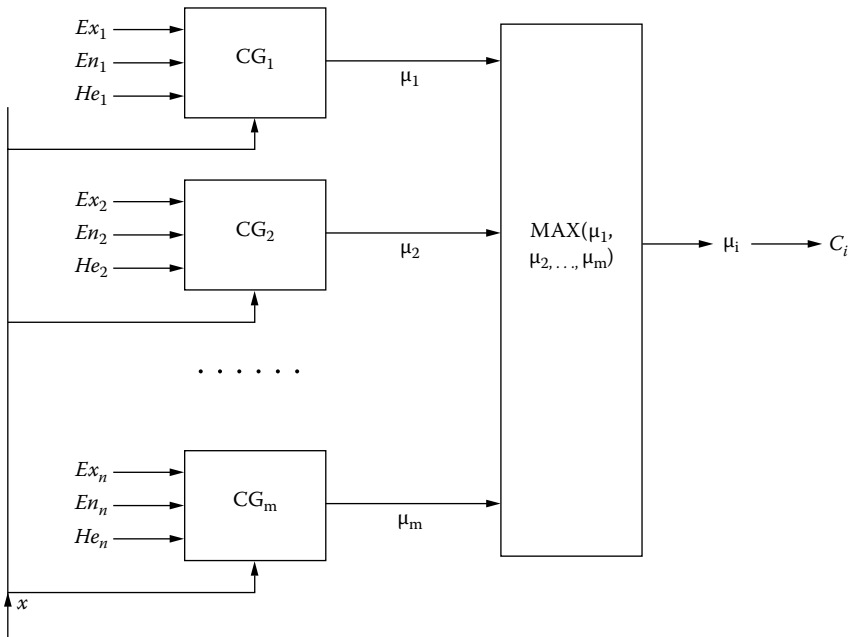 Ex₁
En₁
He₁
CG₁
μ₁
Ex₂
En₂
He₂
CG₂
μ₂
MAX(μ₁,
μ₂,...,μₘ)
μᵢ
Cᵢ
......
Exₙ
Enₙ
Heₙ
CGₘ
μₘ
x